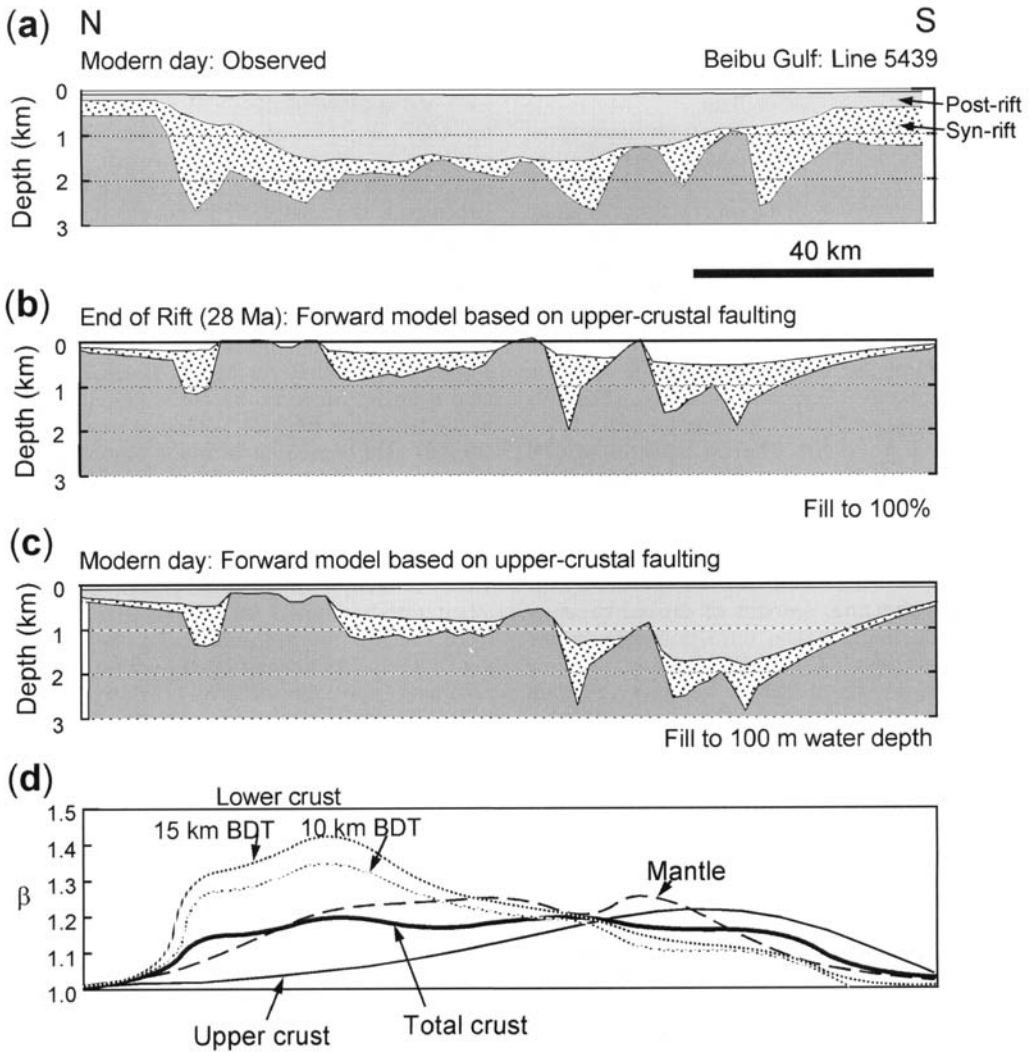 (a) N S
Modern day: Observed Beibu Gulf: Line 5439
0
1
2
3
Depth (km)
Post-rift
Syn-rift
40 km
(b)
End of Rift (28 Ma): Forward model based on upper-crustal faulting
0
1
2
3
Depth (km)
Fill to 100%
(c)
Modern day: Forward model based on upper-crustal faulting
0
1
2
3
Depth (km)
Fill to 100 m water depth
(d)
1.5
1.4
1.3
1.2
1.1
1.0
β
Lower crust
15 km BDT 10 km BDT
Mantle
Total crust
Upper crust